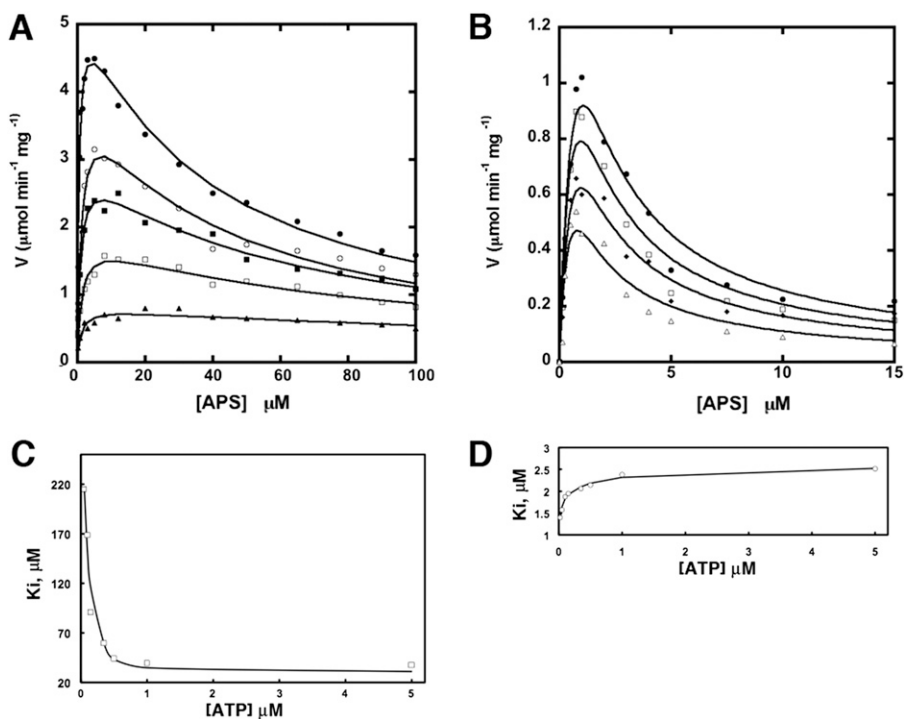 A
V (μmol min⁻¹ mg⁻¹)
5
4
3
2
1
0
0 20 40 60 80 100
[APS] μM
B
V (μmol min⁻¹ mg⁻¹)
1.2
1
0.8
0.6
0.4
0.2
0
0 5 10 15
[APS] μM
C
Ki, μM
220
170
120
70
20
0 1 2 3 4 5
[ATP] μM
D
Ki, μM
3
2.5
2
1.5
1
0 1 2 3 4 5
[ATP] μM